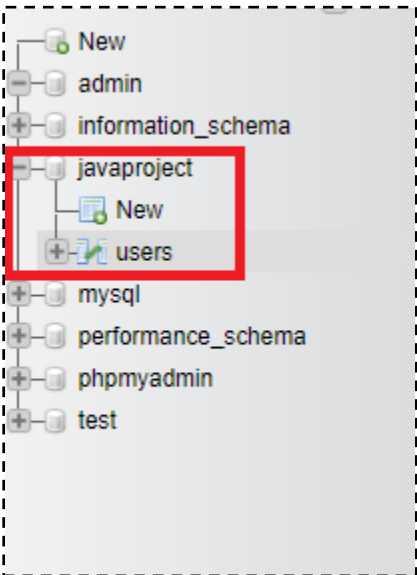 New
admin
information_schema
javaproject
New
users
mysql
performance_schema
phpmyadmin
test